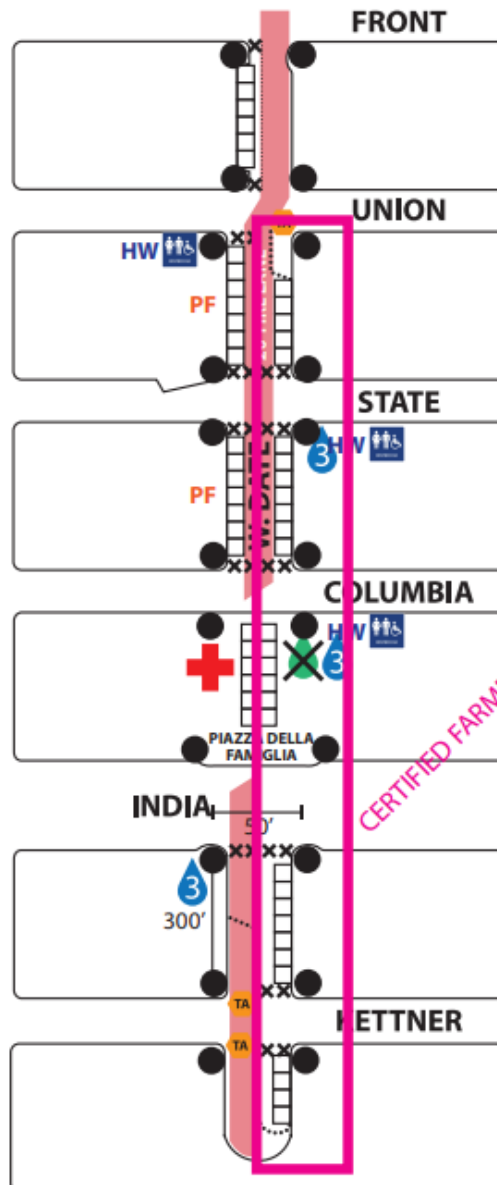 FRONT
UNION
TA
HW
PF
STATE
3
HW
W. DATE
PF
COLUMBIA
HW
3
PIAZZA DELLA
FAMIGLIA
CERTIFIED
INDIA
50'
3
300'
TA
KETTNER
TA